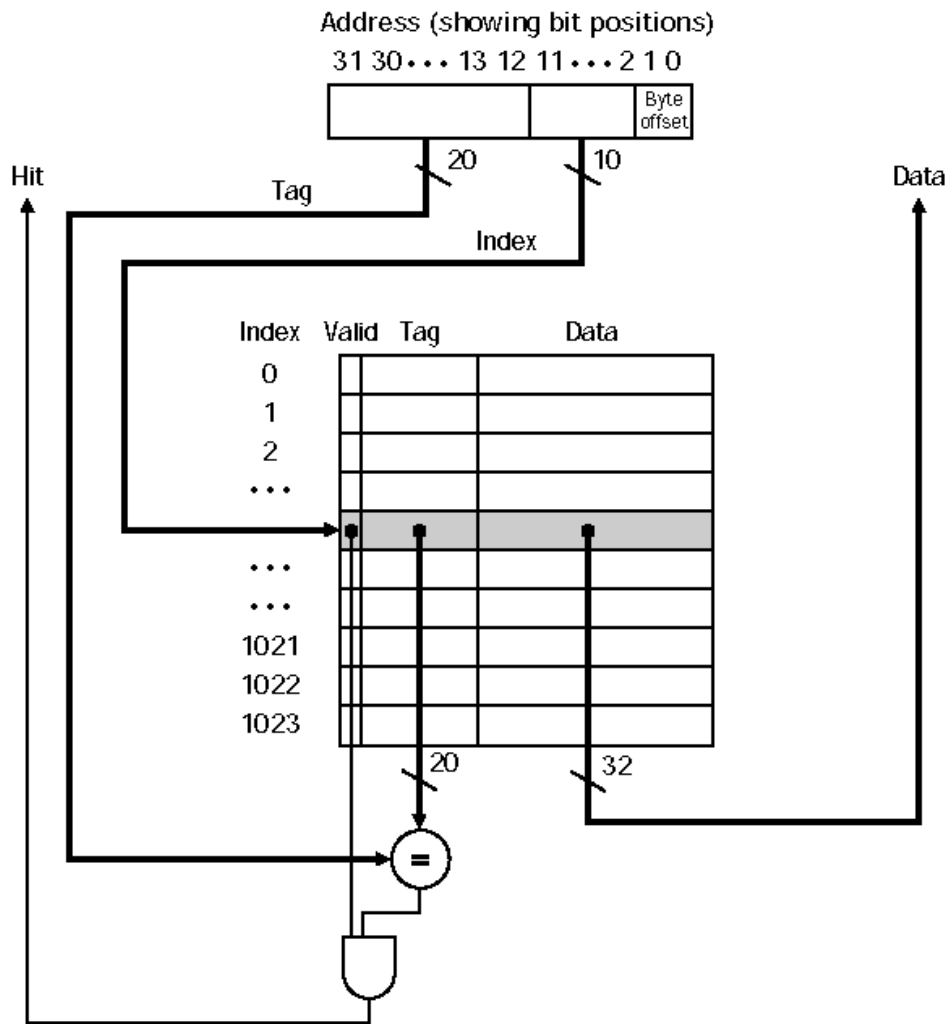 Address (showing bit positions)
31 30 • • • 13 12 11 • • • 2 1 0
Byte
offset
20
10
Hit
Data
Tag
Index
Index Valid Tag Data
0
1
2
• • •
• • •
• • •
1021
1022
1023
20
32
=